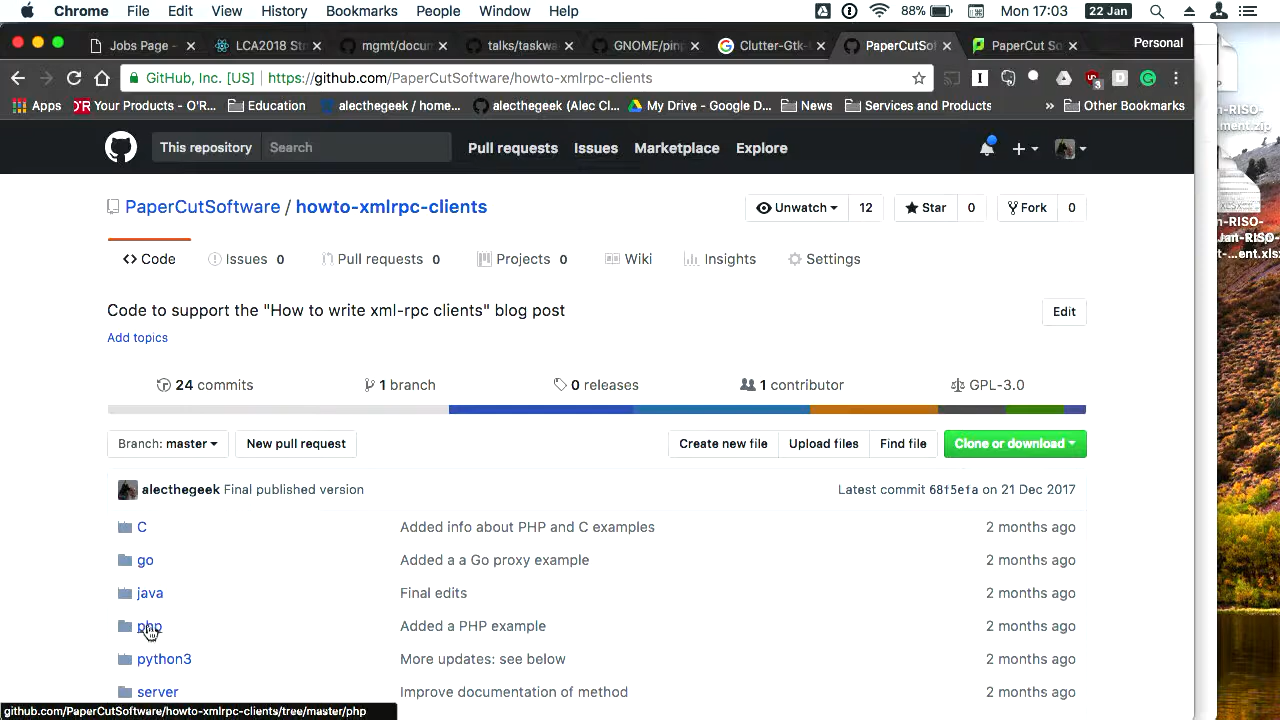 Chrome File Edit View History Bookmarks People Window Help 88% Mon 17:03 22 Jan
Jobs Page - LCA2018 Str mgmt/docum talks/taskwa GNOME/pinp Clutter-Gtk-I PaperCutSof PaperCut So Personal
GitHub, Inc. [US] https://github.com/PaperCutSoftware/howto-xmlrpc-clients
Apps Your Products - O'R... Education alecthegeek / home... alecthegeek (Alec Cl... My Drive - Google D... News Services and Products » Other Bookmarks
This repository Search Pull requests Issues Marketplace Explore
PaperCutSoftware / howto-xmlrpc-clients Unwatch 12 Star 0 Fork 0
Code Issues 0 Pull requests 0 Projects 0 Wiki Insights Settings
Code to support the "How to write xml-rpc clients" blog post Edit
Add topics
24 commits 1 branch 0 releases 1 contributor GPL-3.0
Branch: master New pull request Create new file Upload files Find file Clone or download
alecthegeek Final published version Latest commit 68f5efa on 21 Dec 2017
C Added info about PHP and C examples 2 months ago
go Added a a Go proxy example 2 months ago
java Final edits 2 months ago
php Added a PHP example 2 months ago
python3 More updates: see below 2 months ago
server Improve documentation of method 2 months ago
github.com/PaperCutSoftware/howto-xmlrpc-clients/tree/master/php